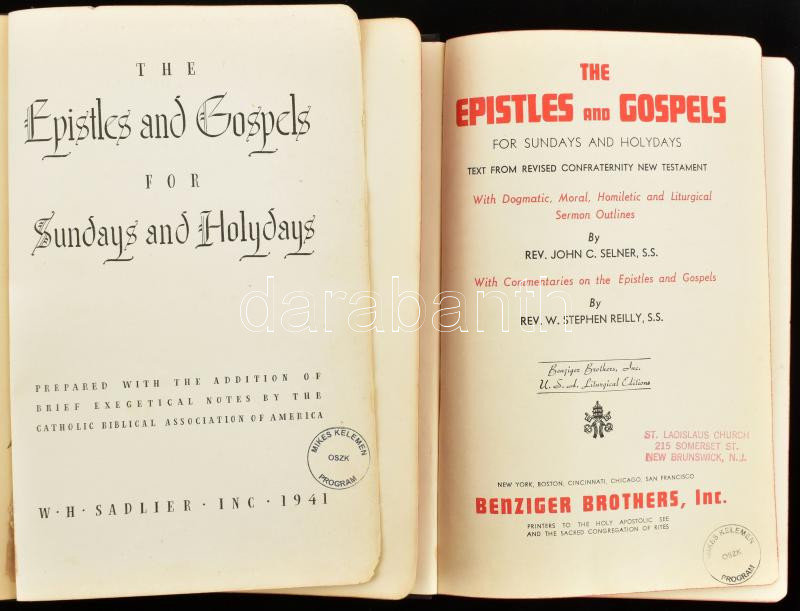 THE
Epistles and Gospels
FOR
Sundays and Holydays
PREPARED WITH THE ADDITION OF
BRIEF EXEGETICAL NOTES BY THE
CATHOLIC BIBLICAL ASSOCIATION OF AMERICA
MIKES KELEMEN
OSZK
PROGRAM
W · H · SADLIER · INC · 1941
THE
EPISTLES AND GOSPELS
FOR SUNDAYS AND HOLYDAYS
TEXT FROM REVISED CONFRATERNITY NEW TESTAMENT
With Dogmatic, Moral, Homiletic and Liturgical
Sermon Outlines
By
REV. JOHN C. SELNER, S.S.
With Commentaries on the Epistles and Gospels
By
REV. W. STEPHEN REILLY, S.S.
Benziger Brothers, Inc.
U. S. A. Liturgical Editions
ST. LADISLAUS CHURCH
215 SOMERSET ST.
NEW BRUNSWICK, N.J.
NEW YORK, BOSTON, CINCINNATI, CHICAGO, SAN FRANCISCO
BENZIGER BROTHERS, Inc.
PRINTERS TO THE HOLY APOSTOLIC SEE
AND THE SACRED CONGREGATION OF RITES
MIKES KELEMEN
OSZK
PROGRAM
darabanth